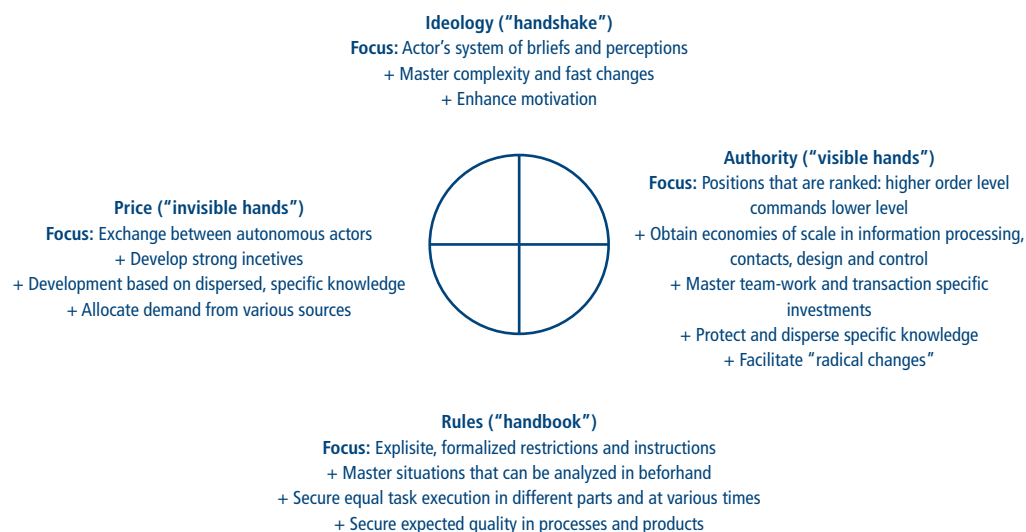 Ideology (“handshake”)
Focus: Actor’s system of brliefs and perceptions
+ Master complexity and fast changes
+ Enhance motivation
Authority (“visible hands”)
Focus: Positions that are ranked: higher order level
commands lower level
+ Obtain economies of scale in information processing,
contacts, design and control
+ Master team-work and transaction specific
investments
+ Protect and disperse specific knowledge
+ Facilitate “radical changes”
Price (“invisible hands”)
Focus: Exchange between autonomous actors
+ Develop strong incetives
+ Development based on dispersed, specific knowledge
+ Allocate demand from various sources
Rules (“handbook”)
Focus: Explisite, formalized restrictions and instructions
+ Master situations that can be analyzed in beforhand
+ Secure equal task execution in different parts and at various times
+ Secure expected quality in processes and products